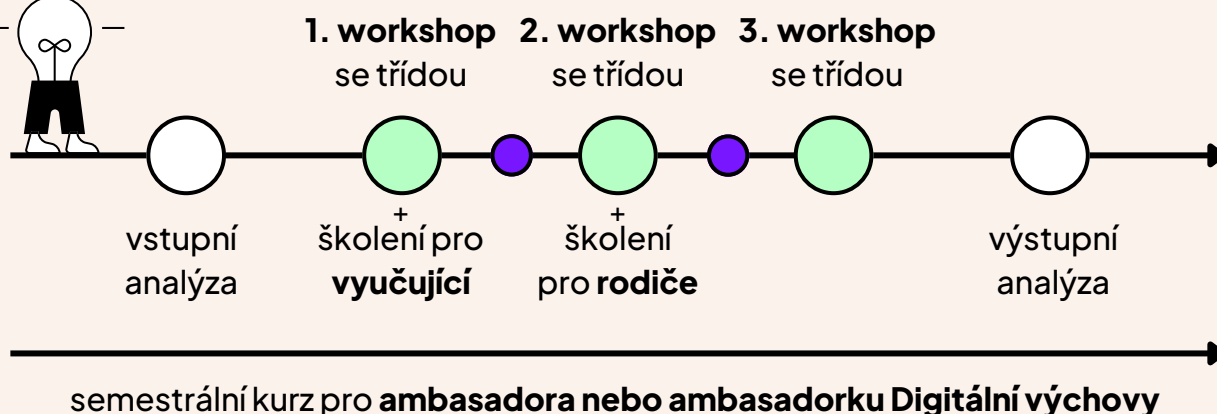 1. workshop
se třídou
2. workshop
se třídou
3. workshop
se třídou
vstupní
analýza
+
školení pro
vyučující
+
školení
pro rodiče
výstupní
analýza
semestrální kurz pro ambasadora nebo ambasadorku Digitální výchovy